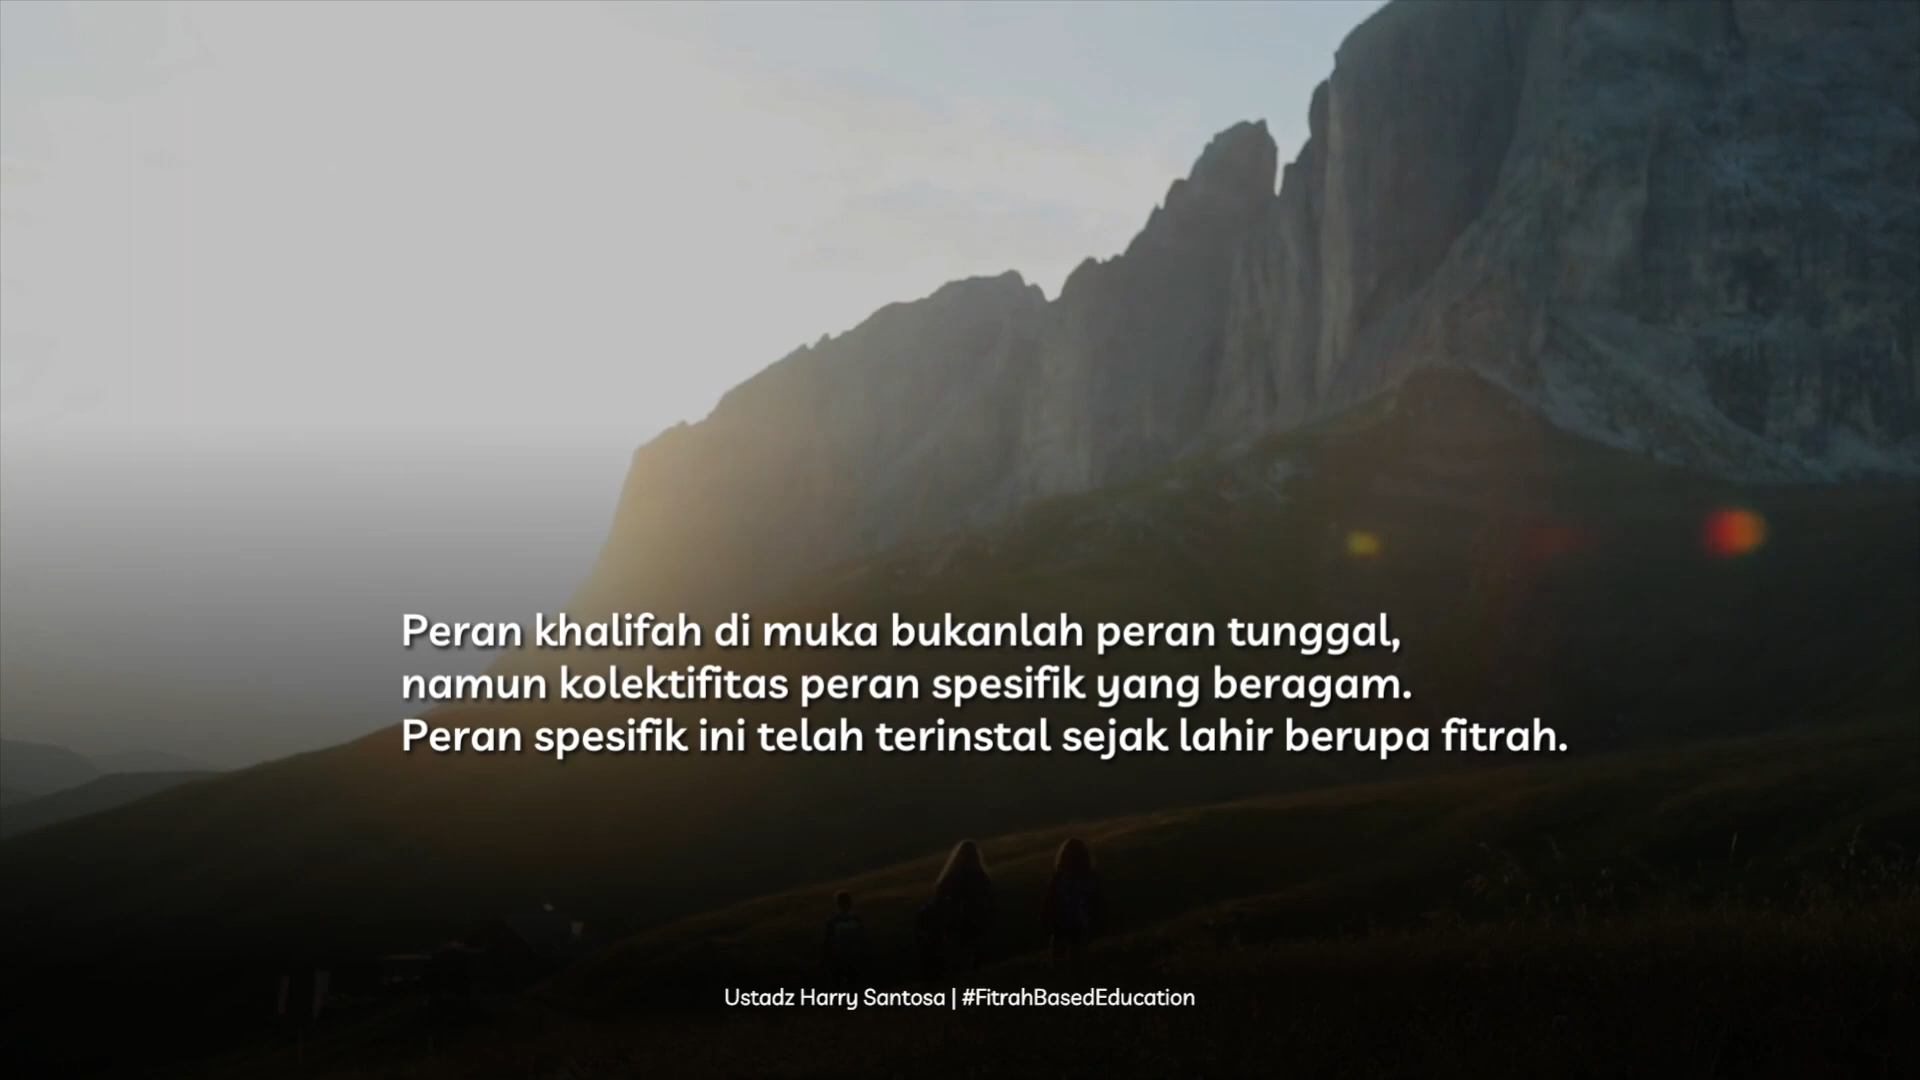 Peran khalifah di muka bukanlah peran tunggal,
namun kolektifitas peran spesifik yang beragam.
Peran spesifik ini telah terinstal sejak lahir berupa fitrah.
Ustadz Harry Santosa | #FitrahBasedEducation